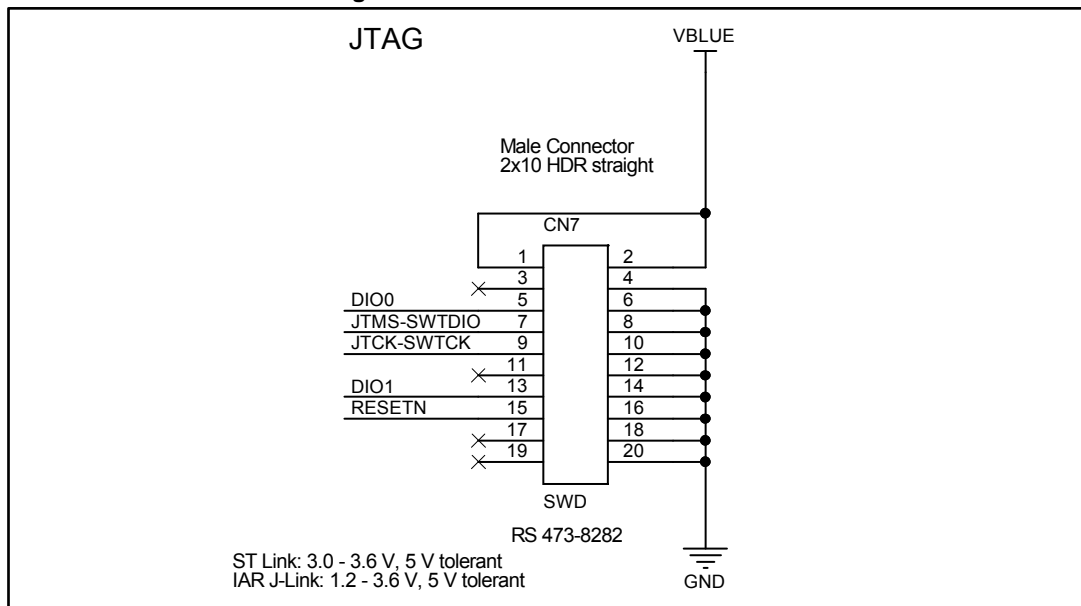 JTAG
VBLUE
Male Connector
2x10 HDR straight
CN7
1 2
3 4
DIO0 5 6
JTMS-SWTDIO 7 8
JTCK-SWTCK 9 10
11 12
DIO1 13 14
RESETN 15 16
17 18
19 20
SWD
RS 473-8282
ST Link: 3.0 - 3.6 V, 5 V tolerant
IAR J-Link: 1.2 - 3.6 V, 5 V tolerant
GND